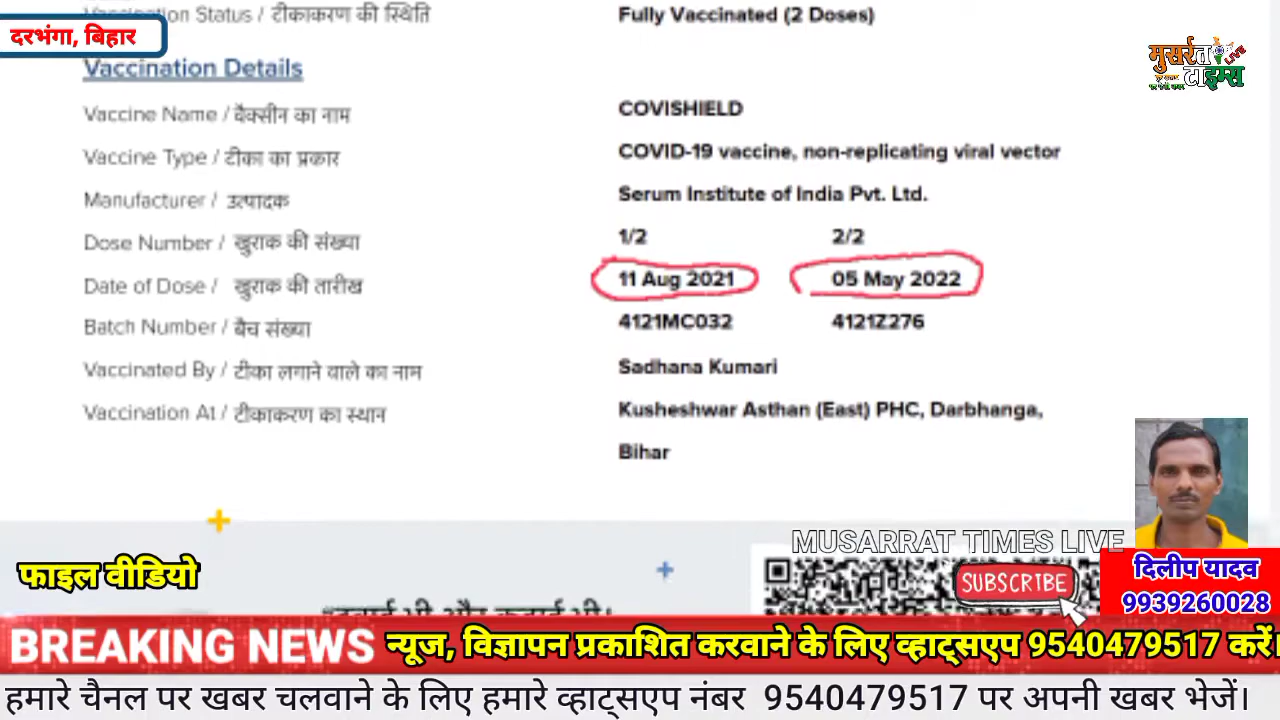 Vaccination Status / टीकाकरण की स्थिति Fully Vaccinated (2 Doses)
दरभंगा, बिहार
मुसर्रत टाइम्स
Vaccination Details
Vaccine Name / वैक्सीन का नाम COVISHIELD
Vaccine Type / टीका का प्रकार COVID-19 vaccine, non-replicating viral vector
Manufacturer / उत्पादक Serum Institute of India Pvt. Ltd.
Dose Number / खुराक की संख्या 1/2 2/2
Date of Dose / खुराक की तारीख 11 Aug 2021 05 May 2022
Batch Number / बैच संख्या 4121MC032 4121Z276
Vaccinated By / टीका लगाने वाले का नाम Sadhana Kumari
Vaccination At / टीकाकरण का स्थान Kusheshwar Asthan (East) PHC, Darbhanga,
Bihar
MUSARRAT TIMES LIVE
फाइल वीडियो
SUBSCRIBE
दिलीप यादव
9939260028
BREAKING NEWS न्यूज, विज्ञापन प्रकाशित करवाने के लिए व्हाट्सएप 9540479517 करें।
हमारे चैनल पर खबर चलवाने के लिए हमारे व्हाट्सएप नंबर 9540479517 पर अपनी खबर भेजें।